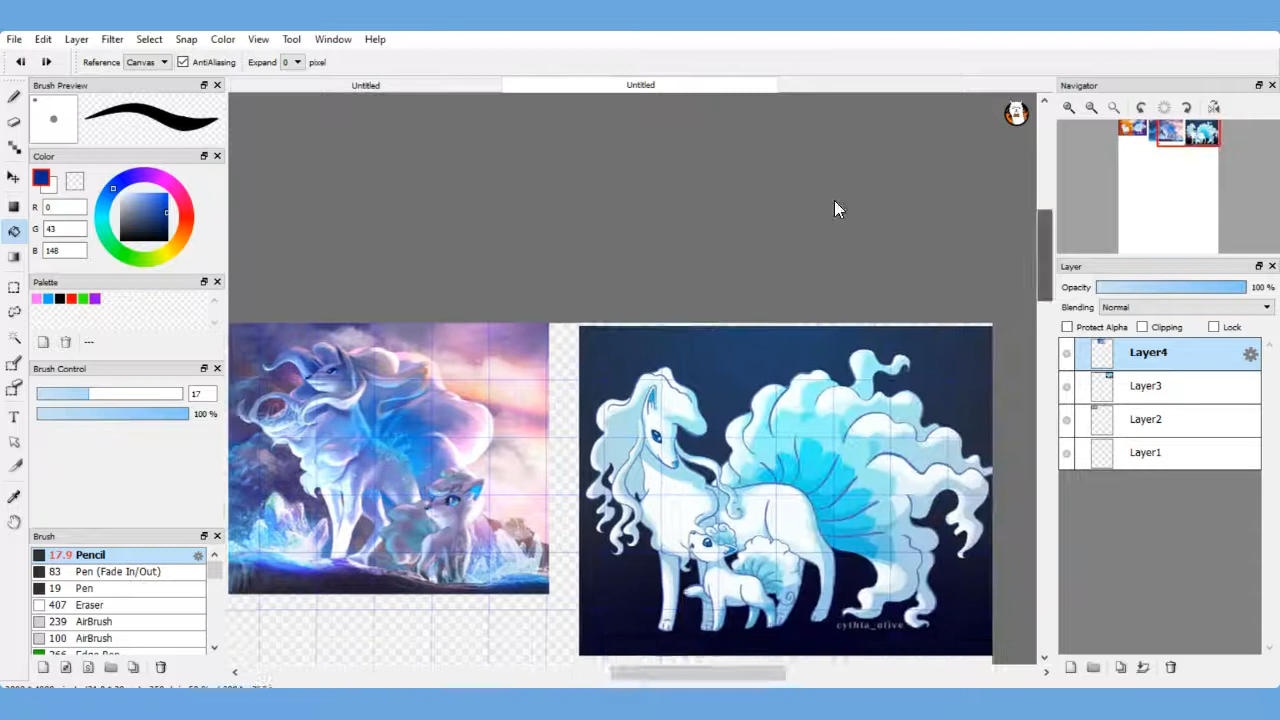 File Edit Layer Filter Select Snap Color View Tool Window Help
Reference Canvas AntiAliasing Expand 0 pixel
Brush Preview Untitled Untitled Navigator
Color
R 0
G 43
B 148
Palette
---
Brush Control
17
100 %
Brush
17.9 Pencil
83 Pen (Fade In/Out)
19 Pen
407 Eraser
239 AirBrush
100 AirBrush
Layer
Opacity 100 %
Blending Normal
Protect Alpha Clipping Lock
Layer4
Layer3
Layer2
Layer1
cythia_olive